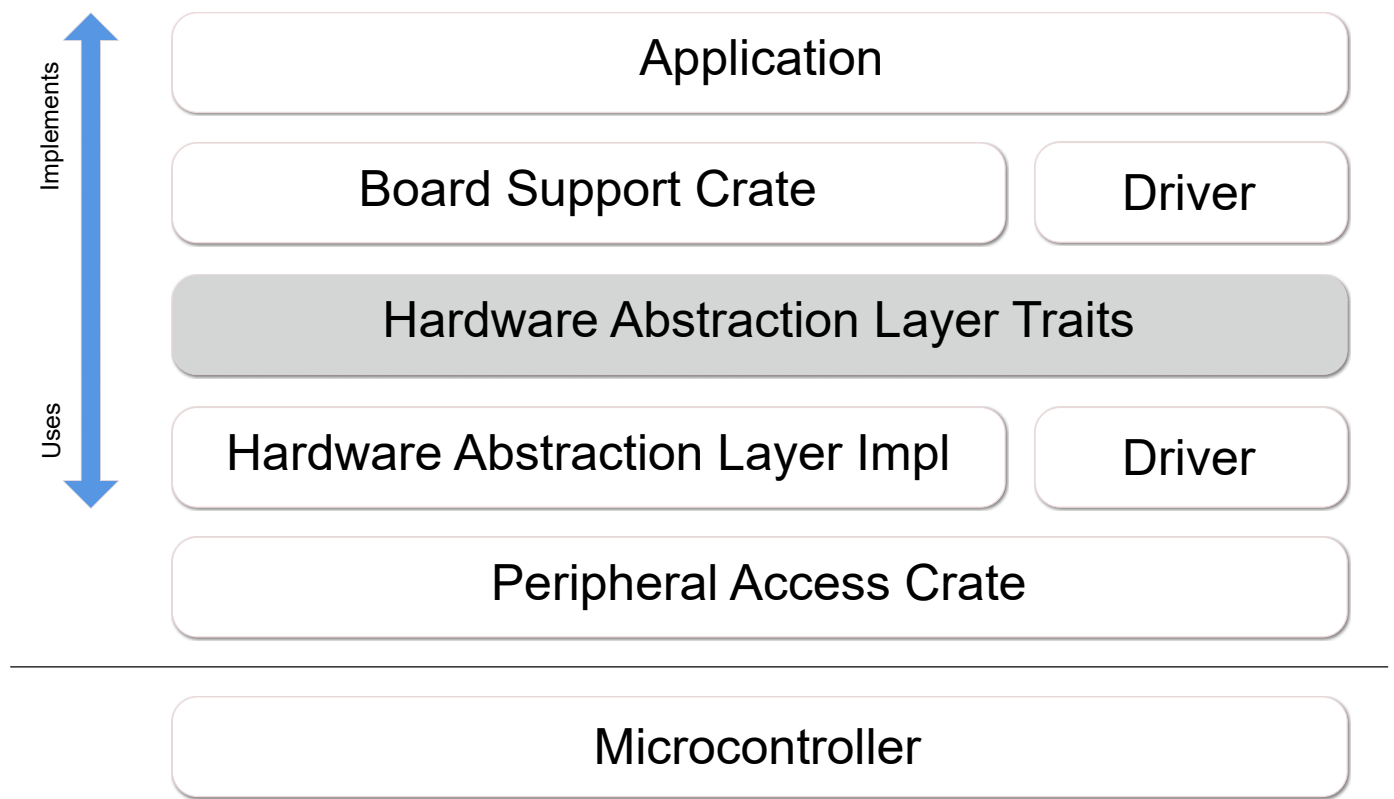 Implements
Application
Board Support Crate
Driver
Hardware Abstraction Layer Traits
Uses
Hardware Abstraction Layer Impl
Driver
Peripheral Access Crate
Microcontroller